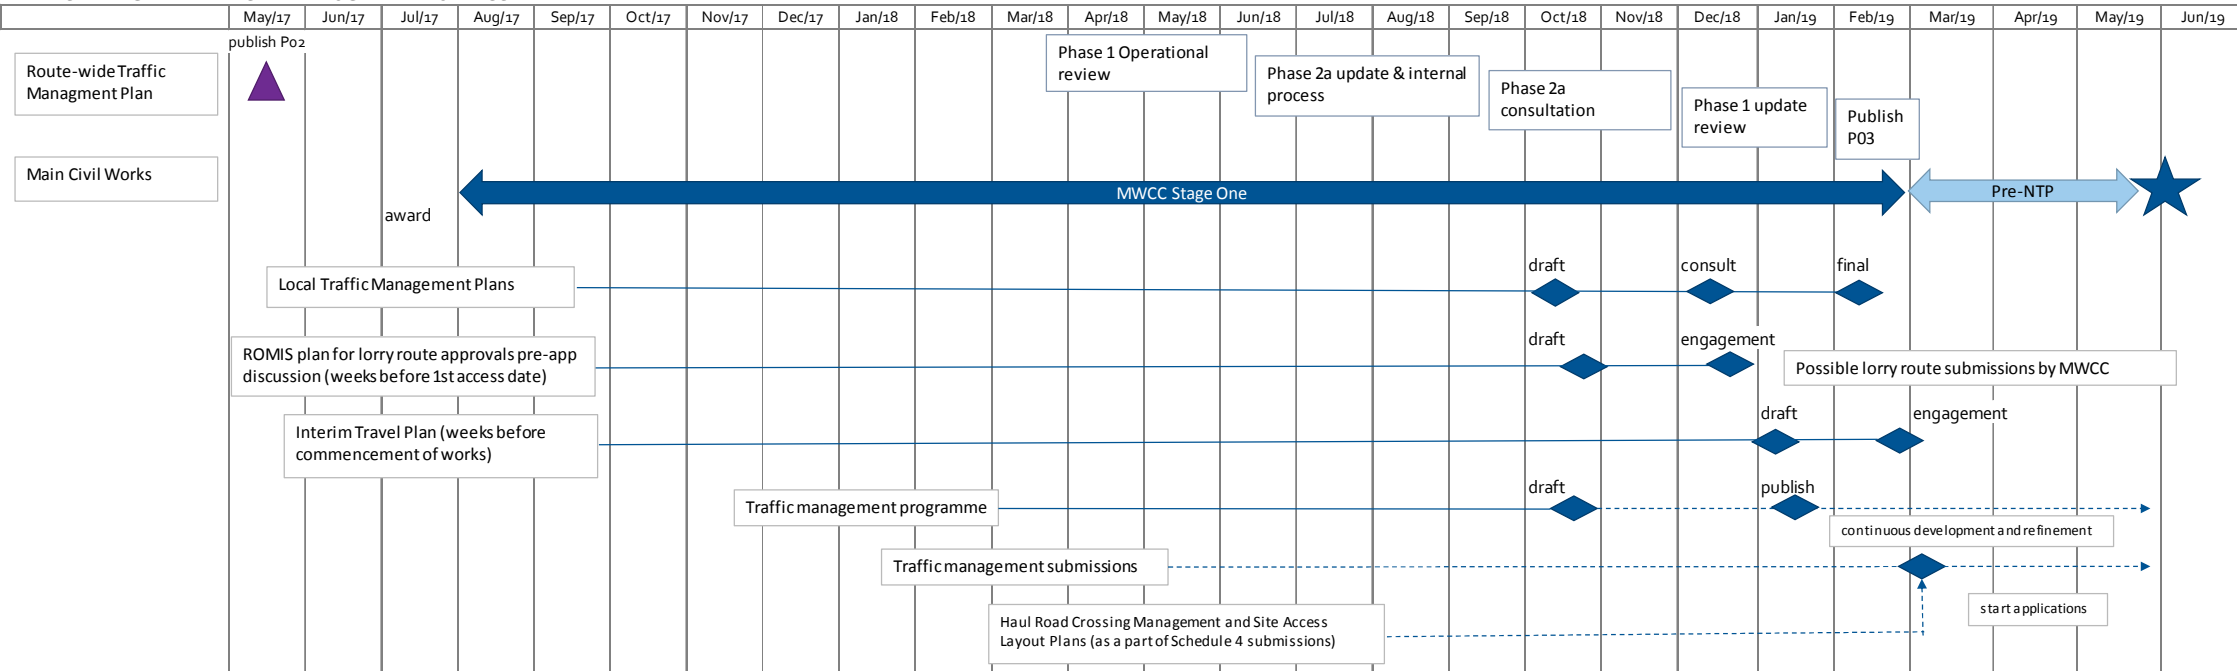 May/17 Jun/17 Jul/17 Aug/17 Sep/17 Oct/17 Nov/17 Dec/17 Jan/18 Feb/18 Mar/18 Apr/18 May/18 Jun/18 Jul/18 Aug/18 Sep/18 Oct/18 Nov/18 Dec/18 Jan/19 Feb/19 Mar/19 Apr/19 May/19 Jun/19
publish P02
Route-wide Traffic
Managment Plan
Phase 1 Operational
review
Phase 2a update & internal
process
Phase 2a
consultation
Phase 1 update
review
Publish
P03
Main Civil Works
MWCC Stage One
Pre-NTP
award
Local Traffic Management Plans
draft
consult
final
ROMIS plan for lorry route approvals pre-app
discussion (weeks before 1st access date)
draft
engagement
Possible lorry route submissions by MWCC
Interim Travel Plan (weeks before
commencement of works)
draft
engagement
Traffic management programme
draft
publish
continuous development and refinement
Traffic management submissions
start applications
Haul Road Crossing Management and Site Access
Layout Plans (as a part of Schedule 4 submissions)